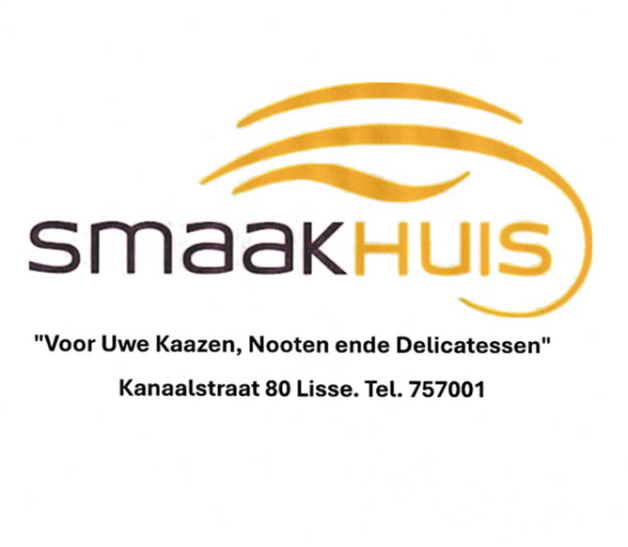 smaakHUIS
"Voor Uwe Kaazen, Nooten ende Delicatessen"
Kanaalstraat 80 Lisse. Tel. 757001